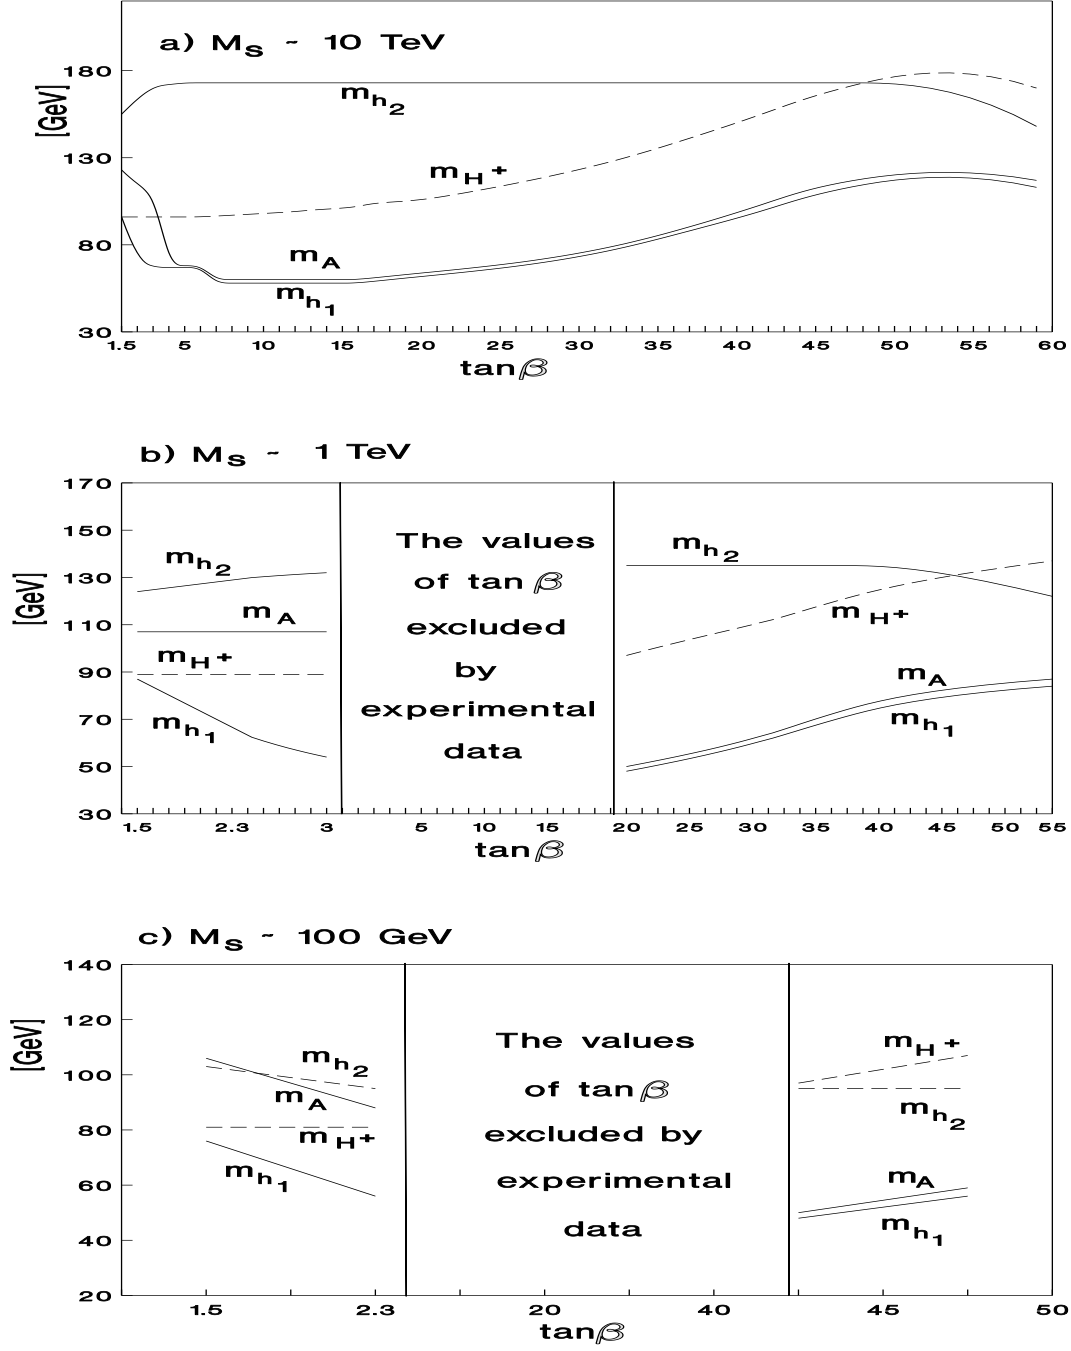 a) M_S ~ 10 TeV
180
m_h2
[GeV]
130
m_H+
80
m_A
m_h1
30
1.5 5 10 15 20 25 30 35 40 45 50 55 60
tanβ
b) M_S ~ 1 TeV
170
150
The values
m_h2
m_h2
130
of tan β
[GeV]
110
m_A
excluded
m_H+
m_H+
90
by
m_A
70
m_h1
experimental
m_h1
50
data
30
1.5 2.3 3 5 10 15 20 25 30 35 40 45 50 55
tanβ
c) M_S ~ 100 GeV
140
120
[GeV]
The values
m_H+
100
m_h2
of tan β
m_A
m_h2
80
m_H+
excluded by
60
m_h1
experimental
m_A
40
data
m_h1
20
1.5 2.3 20 40 45 50
tanβ